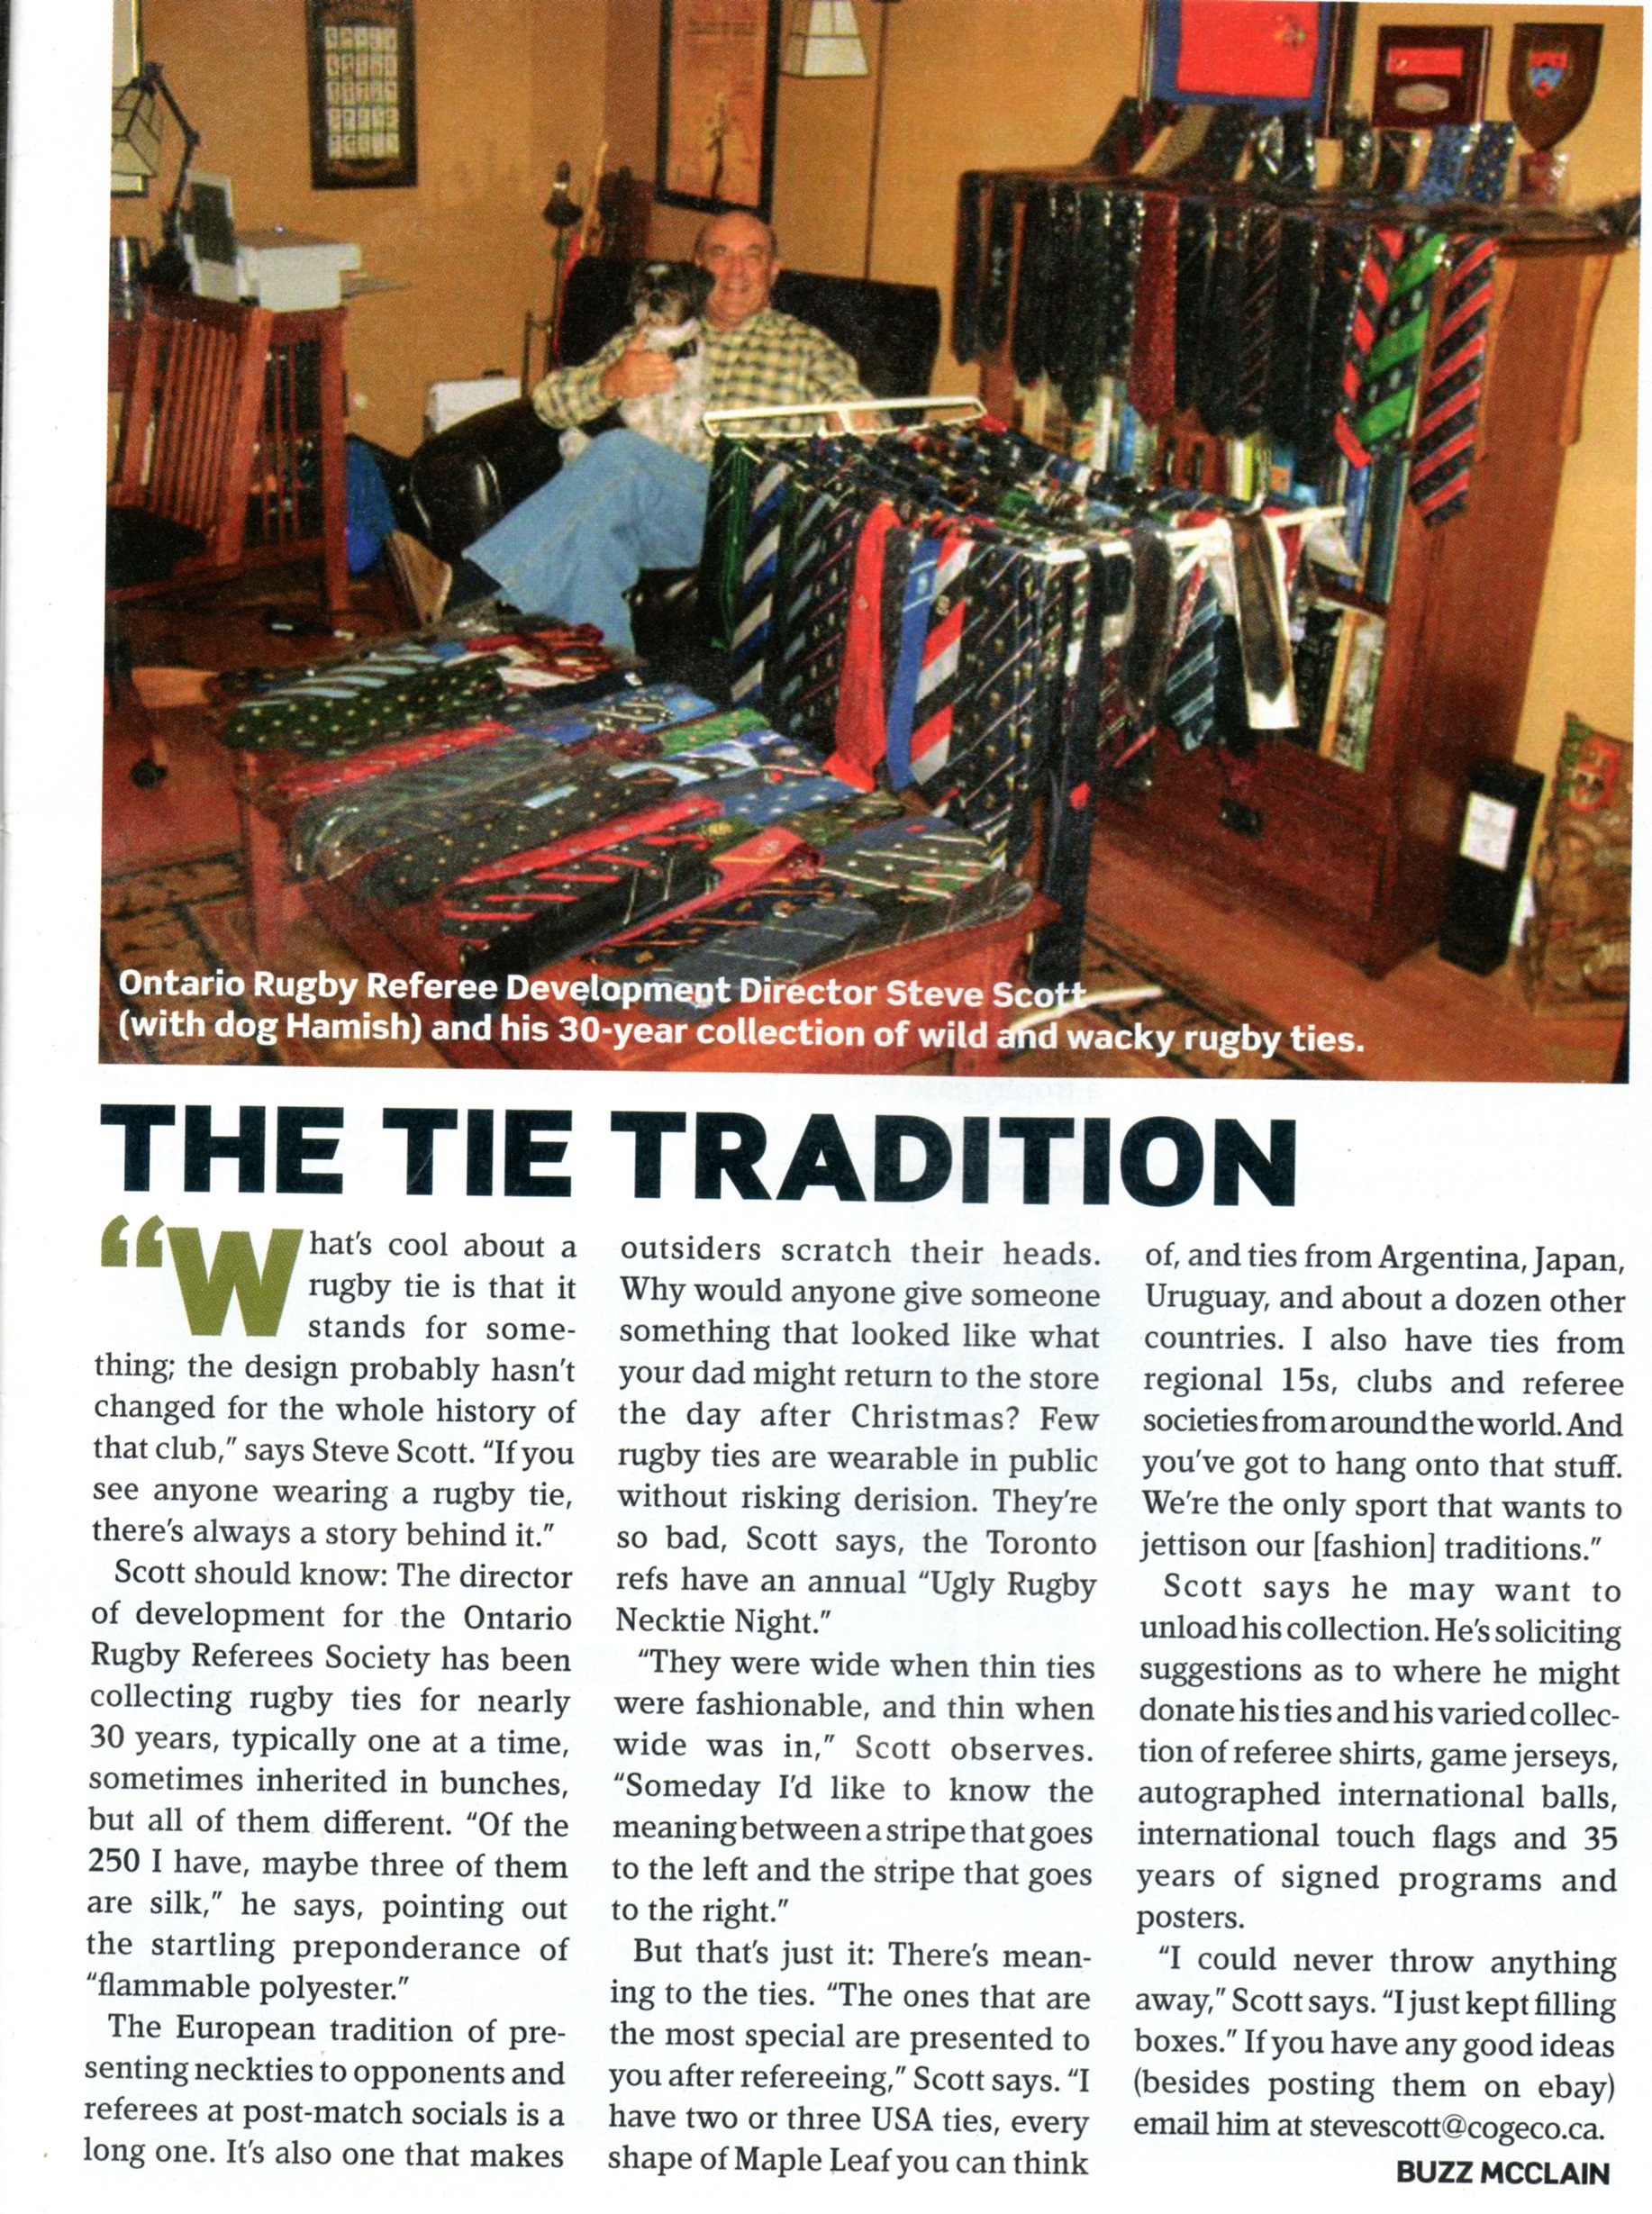 Ontario Rugby Referee Development Director Steve Scott
(with dog Hamish) and his 30-year collection of wild and wacky rugby ties.
THE TIE TRADITION
“What’s cool about a
rugby tie is that it
stands for some-
thing; the design probably hasn’t
changed for the whole history of
that club,” says Steve Scott. “If you
see anyone wearing a rugby tie,
there’s always a story behind it.”
Scott should know: The director
of development for the Ontario
Rugby Referees Society has been
collecting rugby ties for nearly
30 years, typically one at a time,
sometimes inherited in bunches,
but all of them different. “Of the
250 I have, maybe three of them
are silk,” he says, pointing out
the startling preponderance of
“flammable polyester.”
The European tradition of pre-
senting neckties to opponents and
referees at post-match socials is a
long one. It’s also one that makes
outsiders scratch their heads.
Why would anyone give someone
something that looked like what
your dad might return to the store
the day after Christmas? Few
rugby ties are wearable in public
without risking derision. They’re
so bad, Scott says, the Toronto
refs have an annual “Ugly Rugby
Necktie Night.”
“They were wide when thin ties
were fashionable, and thin when
wide was in,” Scott observes.
“Someday I’d like to know the
meaning between a stripe that goes
to the left and the stripe that goes
to the right.”
But that’s just it: There’s mean-
ing to the ties. “The ones that are
the most special are presented to
you after refereeing,” Scott says. “I
have two or three USA ties, every
shape of Maple Leaf you can think
of, and ties from Argentina, Japan,
Uruguay, and about a dozen other
countries. I also have ties from
regional 15s, clubs and referee
societies from around the world. And
you’ve got to hang onto that stuff.
We’re the only sport that wants to
jettison our [fashion] traditions.”
Scott says he may want to
unload his collection. He’s soliciting
suggestions as to where he might
donate his ties and his varied collec-
tion of referee shirts, game jerseys,
autographed international balls,
international touch flags and 35
years of signed programs and
posters.
“I could never throw anything
away,” Scott says. “I just kept filling
boxes.” If you have any good ideas
(besides posting them on ebay)
email him at stevescott@cogeco.ca.
BUZZ MCCLAIN